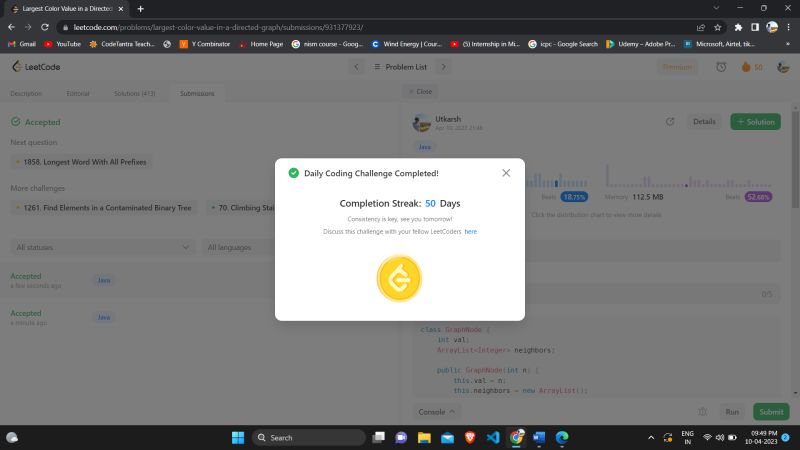 Largest Color Value in a Directed
leetcode.com/problems/largest-color-value-in-a-directed-graph/submissions/931377923/
Gmail YouTube CodeTantra Teach... Y Combinator Home Page nism course - Googl... Wind Energy | Cour... (5) Internship in Mi... icpc - Google Search Udemy – Adobe Pr... Microsoft, Airtel, tik...
LeetCode
Problem List
Premium
50
Description Editorial Solutions (413) Submissions
Close
Accepted
Next question
1858. Longest Word With All Prefixes
More challenges
1261. Find Elements in a Contaminated Binary Tree
70. Climbing Stai
All statuses
All languages
Accepted
a few seconds ago
Java
Accepted
a minute ago
Java
Utkarsh
Apr 10, 2023 21:48
Details
+ Solution
Java
Beats 18.75%
Memory 112.5 MB
Beats 52.68%
Click the distribution chart to view more details
0/5
Daily Coding Challenge Completed!
Completion Streak: 50 Days
Consistency is key, see you tomorrow!
Discuss this challenge with your fellow LeetCoders here
class GraphNode {
int val;
ArrayList<Integer> neighbors;
public GraphNode(int n) {
this.val = n;
this.neighbors = new ArrayList();
Console
Run
Submit
Search
ENG
IN
09:49 PM
10-04-2023
2